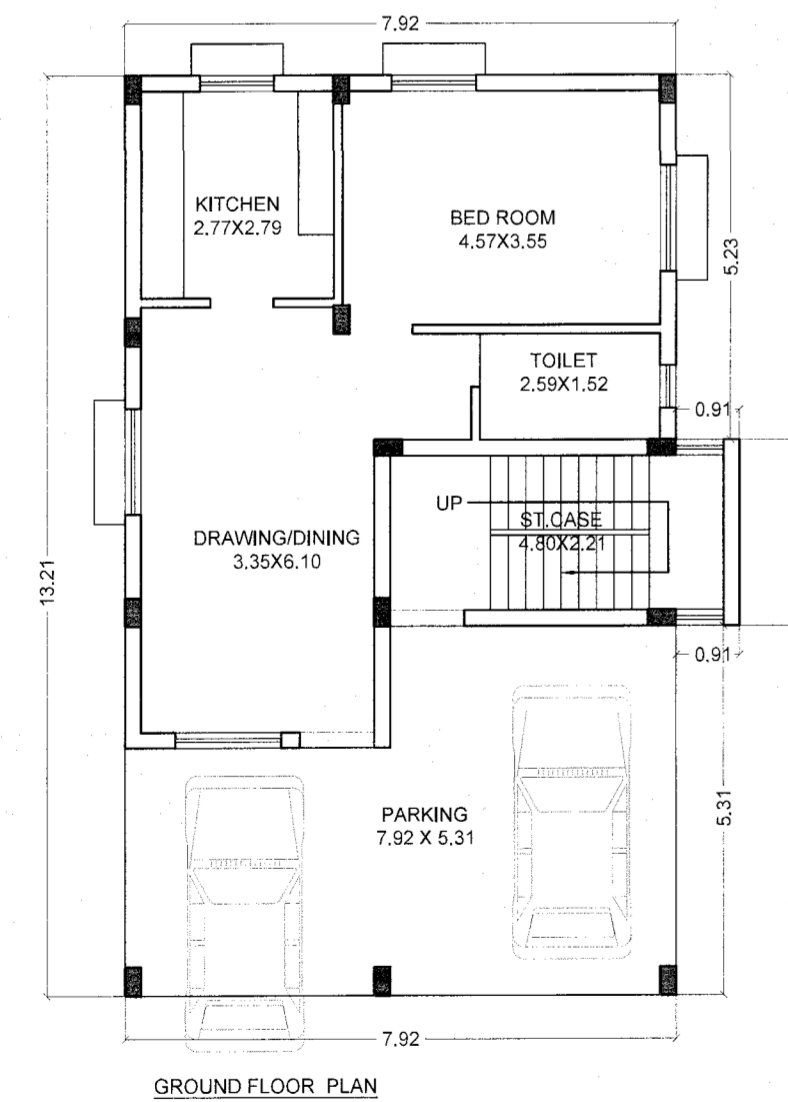 7.92
KITCHEN
2.77X2.79
BED ROOM
4.57X3.55
5.23
TOILET
2.59X1.52
0.91
UP
ST.CASE
4.80X2.21
DRAWING/DINING
3.35X6.10
13.21
0.91
PARKING
7.92 X 5.31
5.31
7.92
GROUND FLOOR PLAN